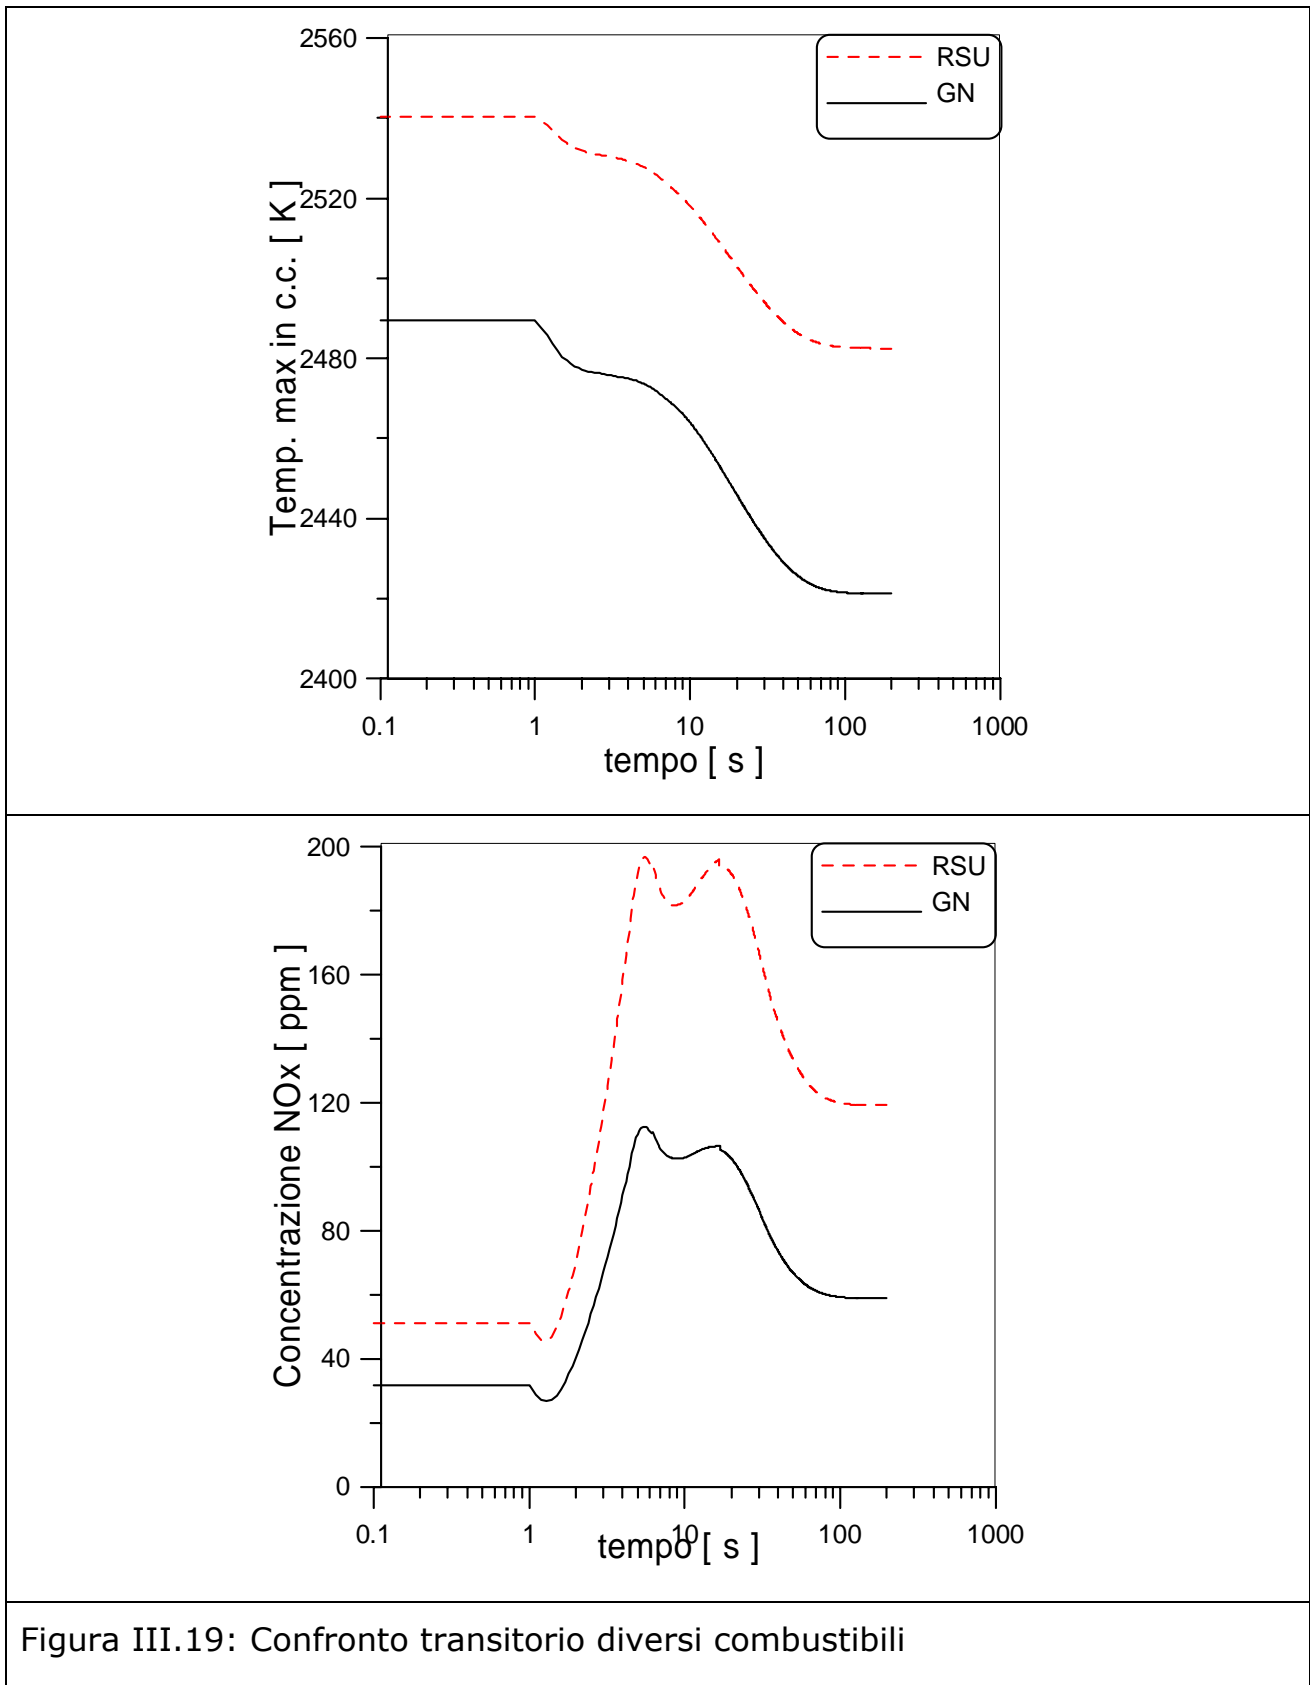 2560
2520
2480
2440
2400
Temp. max in c.c. [ K ]
RSU
GN
0.1 1 10 100 1000
tempo [ s ]
200
160
120
80
40
0
Concentrazione NOx [ ppm ]
RSU
GN
0.1 1 10 100 1000
tempo [ s ]
Figura III.19: Confronto transitorio diversi combustibili